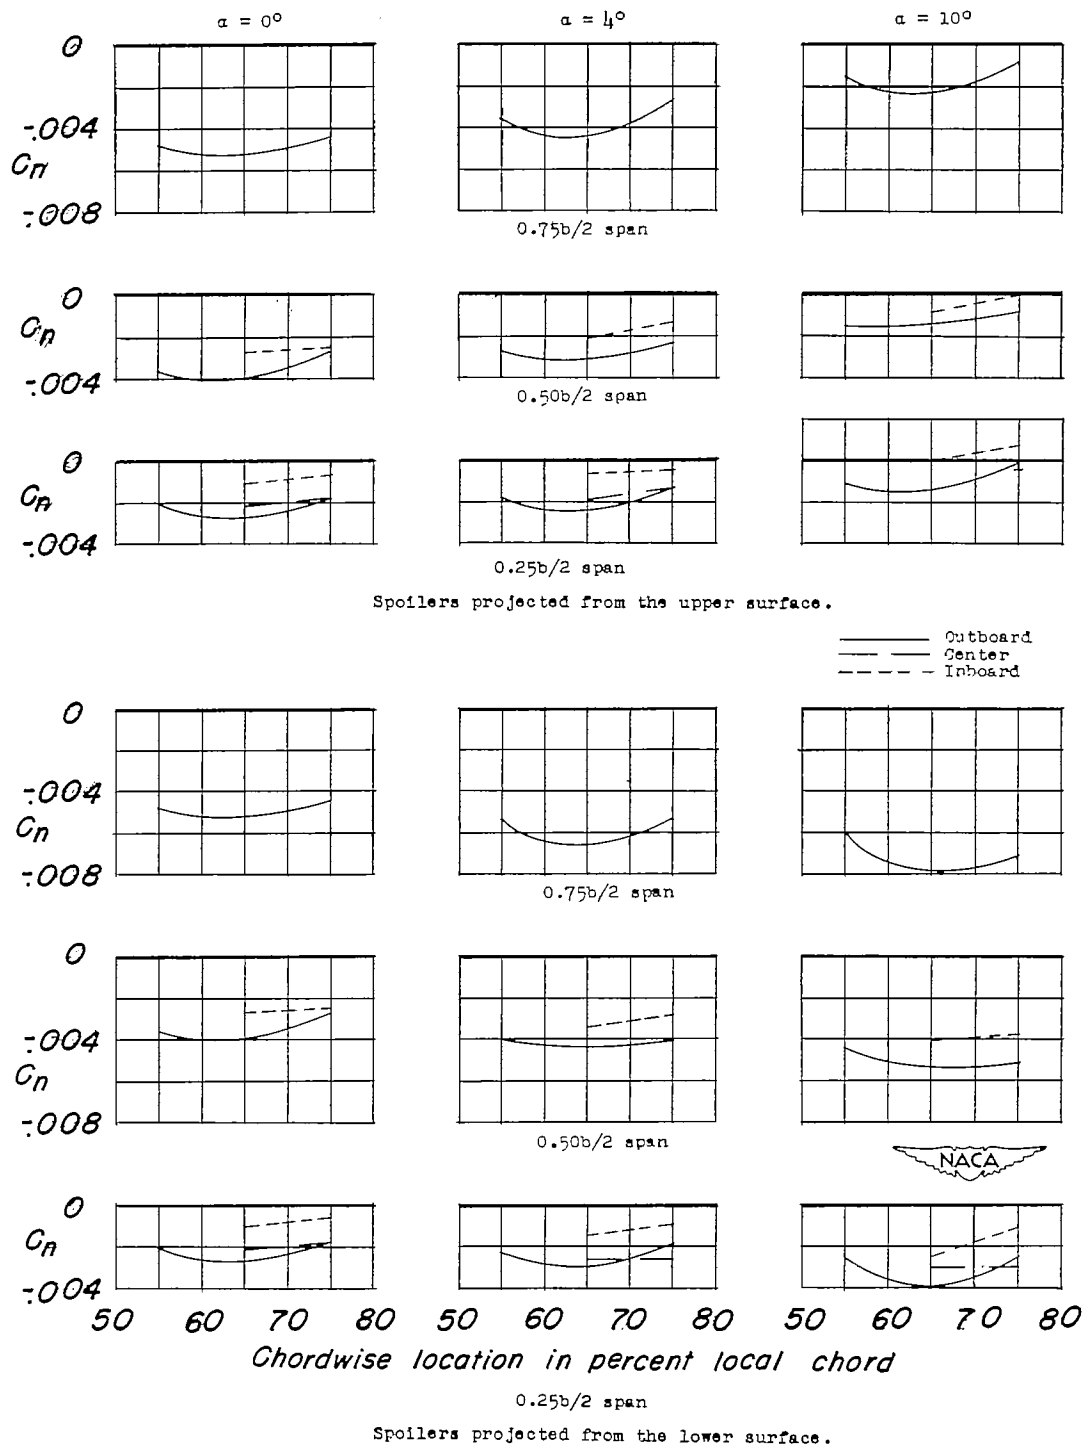 α = 0° α = 4° α = 10°
0
-.004
Cn
-.008
0.75b/2 span
0
Cn
-.004
0.50b/2 span
0
Cn
-.004
0.25b/2 span
Spoilers projected from the upper surface.
Outboard
Center
Inboard
0
-.004
Cn
-.008
0.75b/2 span
0
-.004
Cn
-.008
0.50b/2 span
NACA
0
Cn
-.004
50 60 70 80 50 60 70 80 50 60 70 80
Chordwise location in percent local chord
0.25b/2 span
Spoilers projected from the lower surface.